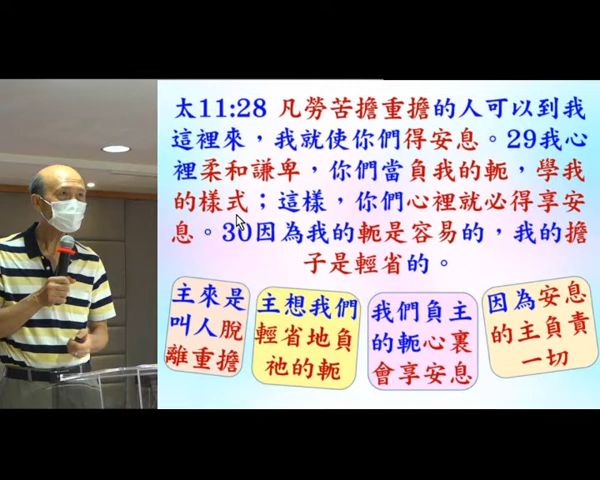 太11:28 凡勞苦擔重擔的人可以到我
這裡來，我就使你們得安息。29我心
裡柔和謙卑，你們當負我的軛，學我
的樣式；這樣，你們心裡就必得享安
息。30因為我的軛是容易的，我的擔
子是輕省的。
主來是
叫人脫
離重擔
主想我們
輕省地負
祂的軛
我們負主
的軛心裏
會享安息
因為安息
的主負責
一切